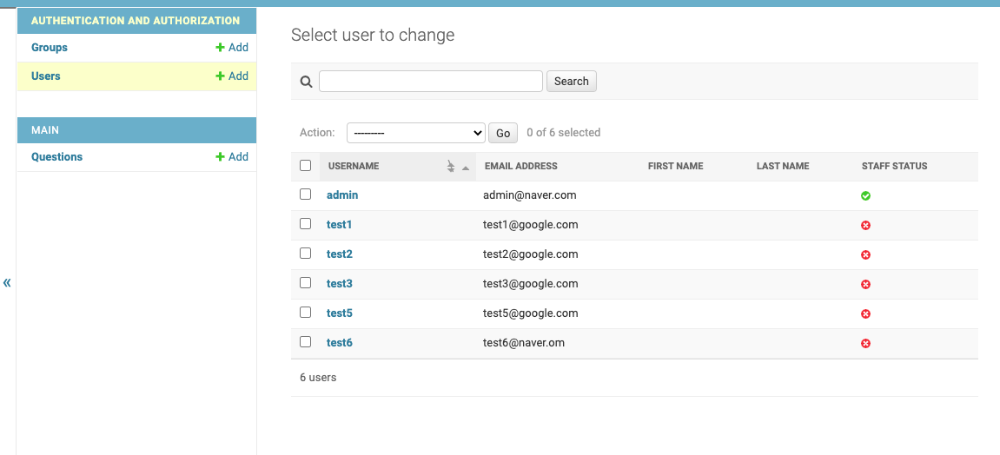 AUTHENTICATION AND AUTHORIZATION
Groups + Add
Users + Add
MAIN
Questions + Add
«
Select user to change
Search
Action: --------- Go 0 of 6 selected
USERNAME EMAIL ADDRESS FIRST NAME LAST NAME STAFF STATUS
admin admin@naver.com
test1 test1@google.com
test2 test2@google.com
test3 test3@google.com
test5 test5@google.com
test6 test6@naver.om
6 users